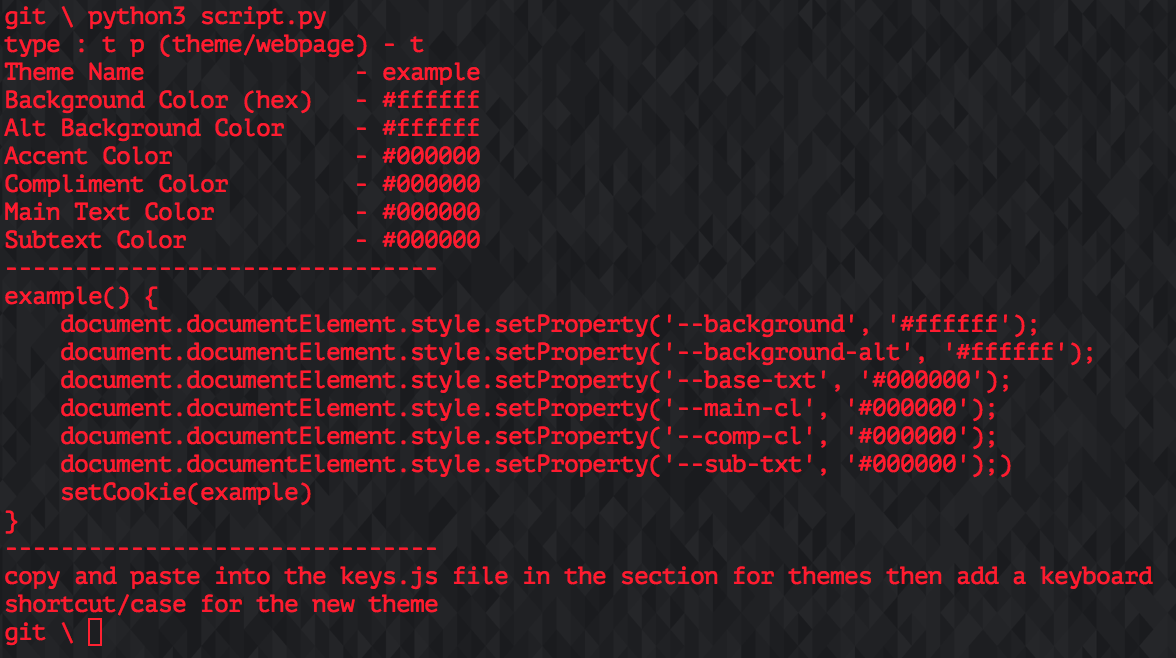 git \ python3 script.py
type : t p (theme/webpage) - t
Theme Name               - example
Background Color (hex)   - #ffffff
Alt Background Color     - #ffffff
Accent Color             - #000000
Compliment Color         - #000000
Main Text Color          - #000000
Subtext Color            - #000000
-------------------------------
example() {
    document.documentElement.style.setProperty('--background', '#ffffff');
    document.documentElement.style.setProperty('--background-alt', '#ffffff');
    document.documentElement.style.setProperty('--base-txt', '#000000');
    document.documentElement.style.setProperty('--main-cl', '#000000');
    document.documentElement.style.setProperty('--comp-cl', '#000000');
    document.documentElement.style.setProperty('--sub-txt', '#000000');)
    setCookie(example)
}
-------------------------------
copy and paste into the keys.js file in the section for themes then add a keyboard
shortcut/case for the new theme
git \